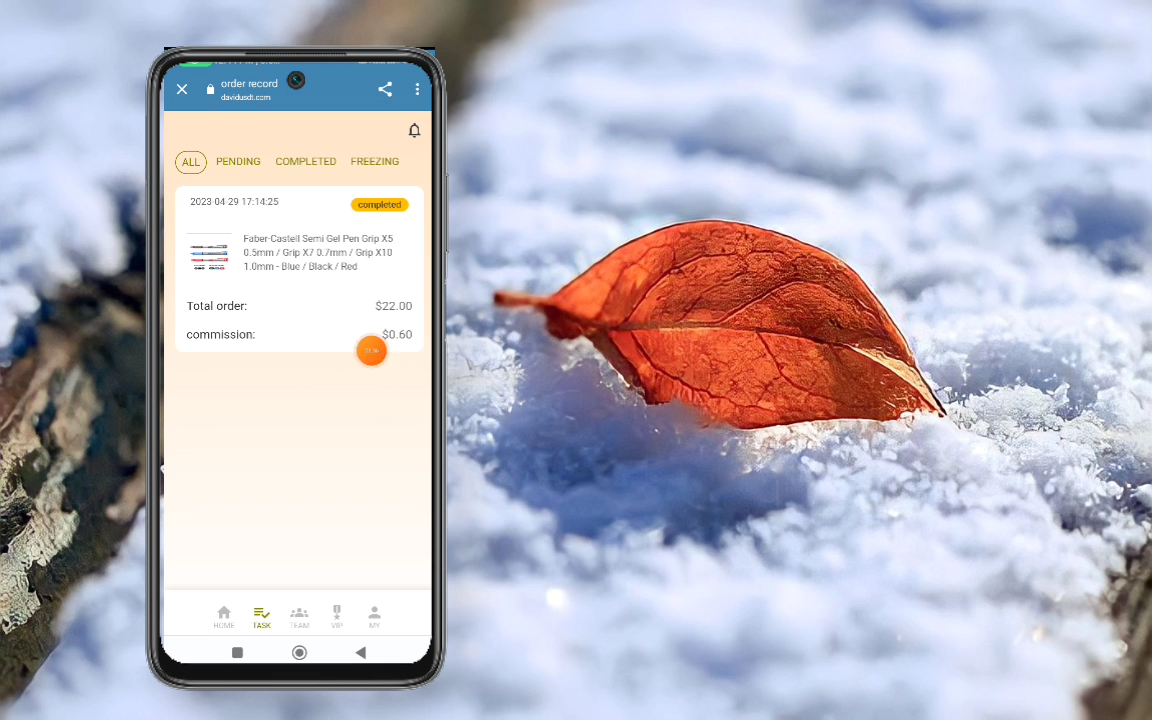 order record
davidusdt.com
ALL PENDING COMPLETED FREEZING
2023-04-29 17:14:25 completed
Faber-Castell Semi Gel Pen Grip X5
0.5mm / Grip X7 0.7mm / Grip X10
1.0mm - Blue / Black / Red
Total order: $22.00
commission: $0.60
HOME TASK TEAM VIP MY